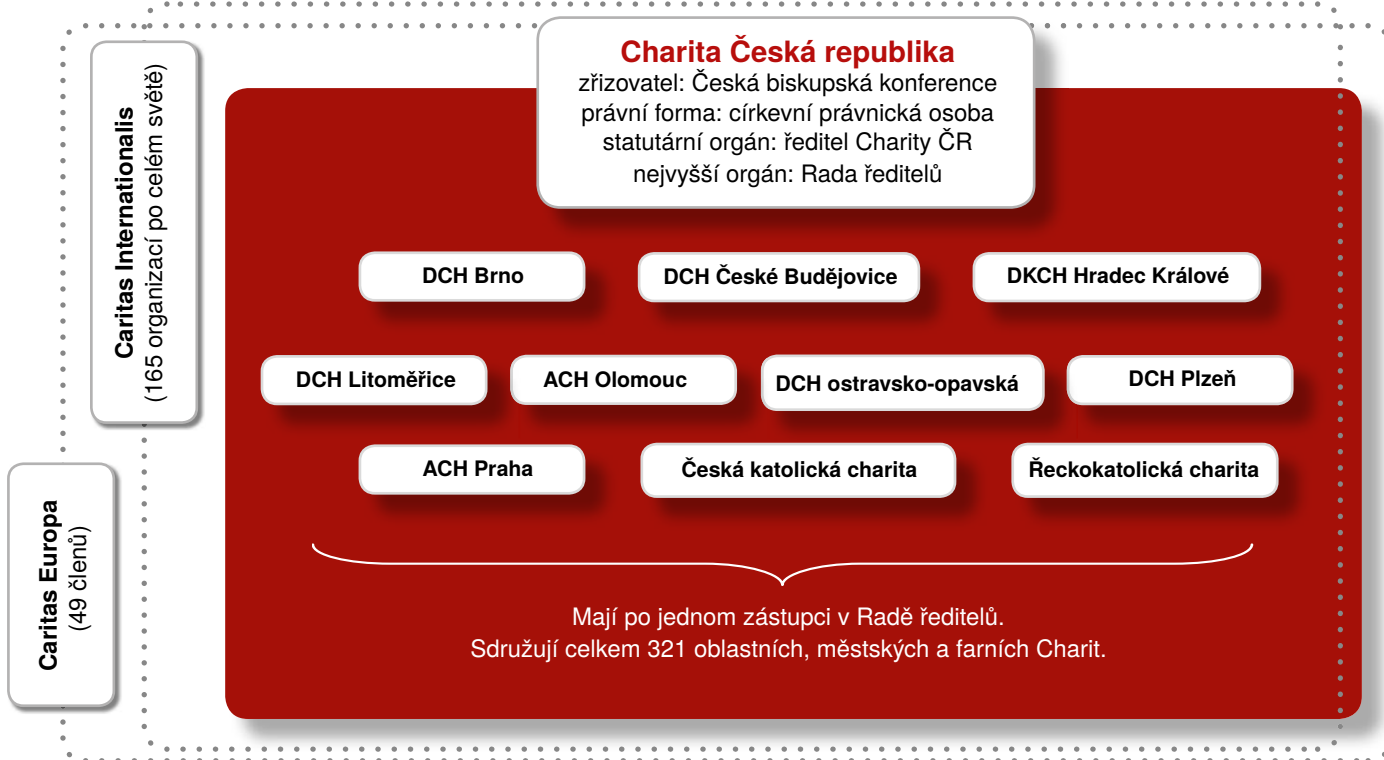 Charita Česká republika
zřizovatel: Česká biskupská konference
právní forma: církevní právnická osoba
statutární orgán: ředitel Charity ČR
nejvyšší orgán: Rada ředitelů
Caritas Internationalis
(165 organizací po celém světě)
Caritas Europa
(49 členů)
DCH Brno
DCH České Budějovice
DKCH Hradec Králové
DCH Litoměřice
ACH Olomouc
DCH ostravsko-opavská
DCH Plzeň
ACH Praha
Česká katolická charita
Řeckokatolická charita
Mají po jednom zástupci v Radě ředitelů.
Sdružují celkem 321 oblastních, městských a farních Charit.